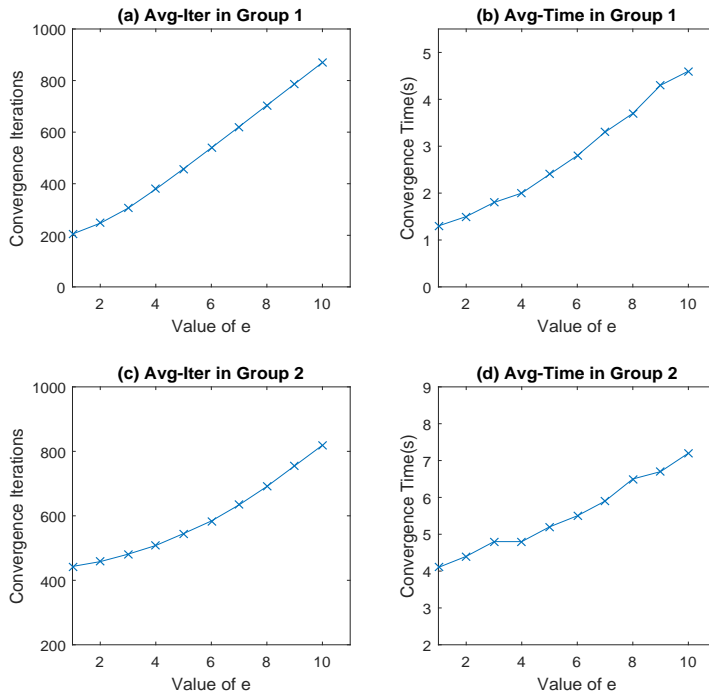 (a) Avg-Iter in Group 1
1000
800
600
400
200
0
Convergence Iterations
2 4 6 8 10
Value of e
(b) Avg-Time in Group 1
5
4
3
2
1
0
Convergence Time(s)
2 4 6 8 10
Value of e
(c) Avg-Iter in Group 2
1000
800
600
400
200
Convergence Iterations
2 4 6 8 10
Value of e
(d) Avg-Time in Group 2
9
8
7
6
5
4
3
2
Convergence Time(s)
2 4 6 8 10
Value of e